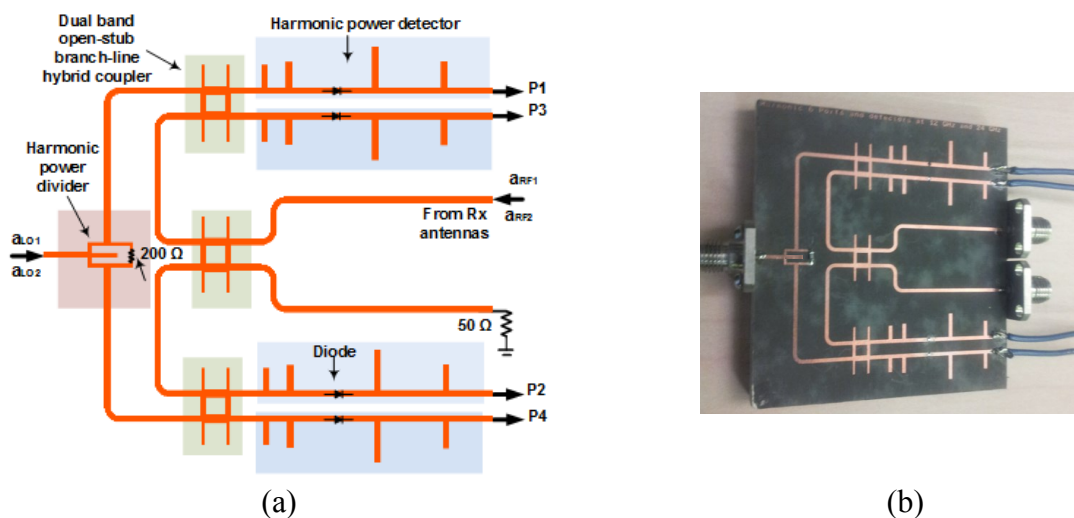 Dual band
open-stub
branch-line
hybrid coupler
Harmonic power detector
P1
P3
Harmonic
power
divider
aLO1
aLO2
200 Ω
aRF1
aRF2
From Rx
antennas
50 Ω
Diode
P2
P4
(a)
(b)